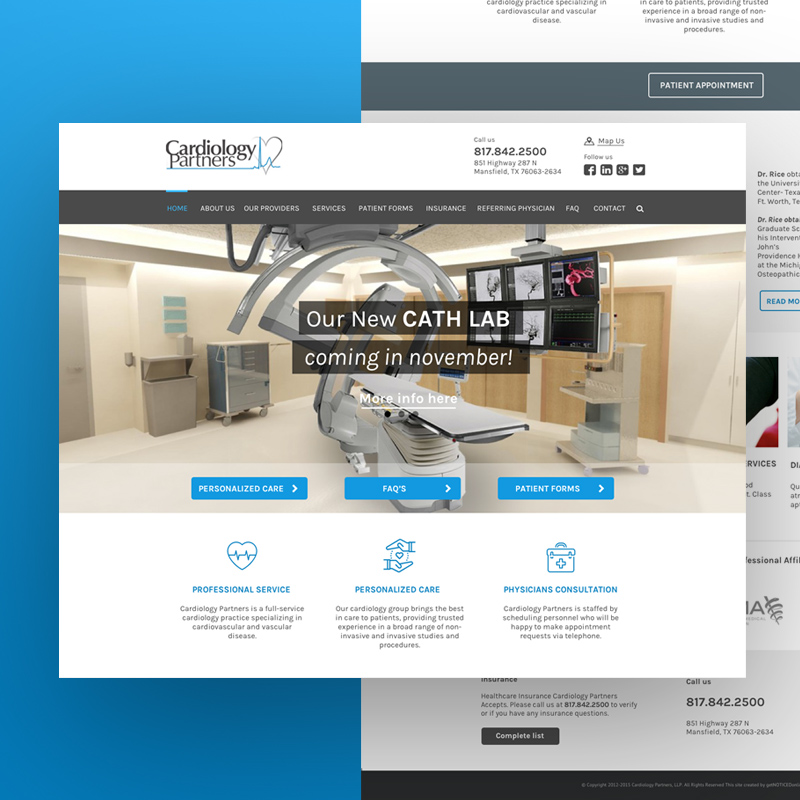 cardiology practice specializing in
cardiovascular and vascular
disease.
in care to patients, providing trusted
experience in a broad range of non-
invasive and invasive studies and
procedures.
PATIENT APPOINTMENT
Cardiology
Partners
Call us
817.842.2500
851 Highway 287 N
Mansfield, TX 76063-2634
Map Us
Follow us
HOME ABOUT US OUR PROVIDERS SERVICES PATIENT FORMS INSURANCE REFERRING PHYSICIAN FAQ CONTACT
Our New CATH LAB
coming in november!
More info here
PERSONALIZED CARE
FAQ'S
PATIENT FORMS
PROFESSIONAL SERVICE
Cardiology Partners is a full-service
cardiology practice specializing in
cardiovascular and vascular
disease.
PERSONALIZED CARE
Our cardiology group brings the best
in care to patients, providing trusted
experience in a broad range of non-
invasive and invasive studies and
procedures.
PHYSICIANS CONSULTATION
Cardiology Partners is staffed by
scheduling personnel who will be
happy to make appointment
requests via telephone.
Dr. Rice obta
the Universi
Center- Texa
Ft. Worth, Te
Dr. Rice obta
Graduate Sc
his Interven
John's
Providence H
at the Michig
Osteopathic
READ MO
RVICES
DI
t. Class
fessional Affil
MEDICAL
Insurance
Healthcare Insurance Cardiology Partners
Accepts. Please call us at 817.842.2500 to verify
or if you have any insurance questions.
Complete list
Call us
817.842.2500
851 Highway 287 N
Mansfield, TX 76063-2634
© Copyright 2011-2015 Cardiology Partners, LLP. All Rights Reserved This site created by getNOTICED